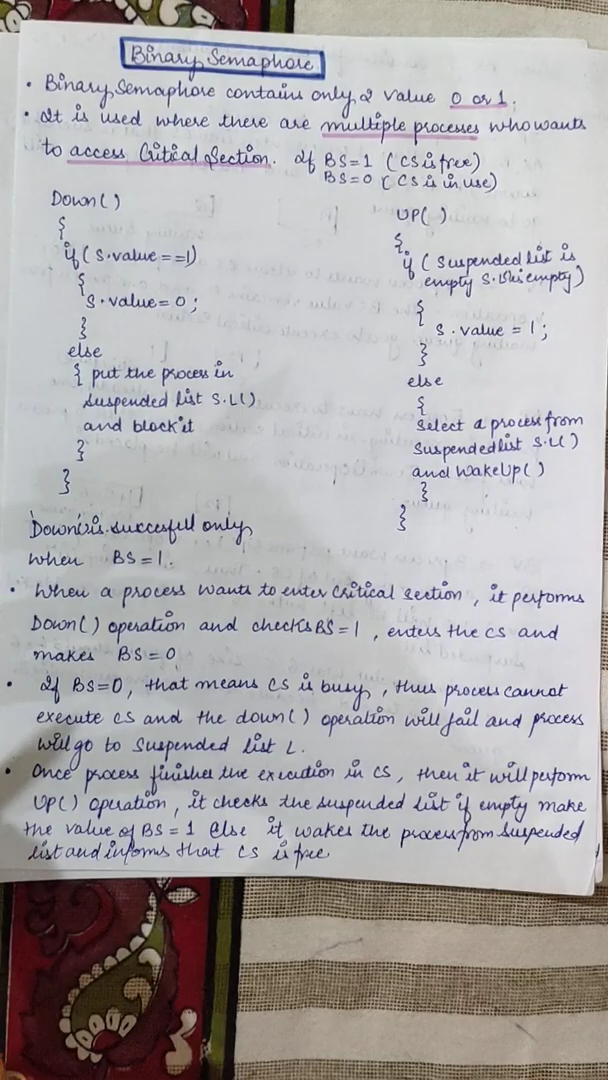 Binary Semaphore
• Binary Semaphore contains only 2 value 0 or 1.
• It is used where there are multiple processes who wants
to access Critical Section. If BS=1 (CS is free)
BS=0 (CS is in use)
Down()
{
if (S.value==1)
{
S.value=0;
}
else
{ put the process in
suspended list S.L()
and block it
}
}
UP()
{
if (Suspended list is
empty S.L() is empty)
{
S.value = 1;
}
else
{
Select a process from
Suspended list S.L()
and WakeUp()
}
}
Down() is succesfull only
when BS=1.
• When a process wants to enter Critical section, it performs
Down() operation and checks BS=1, enters the CS and
makes BS=0
• If BS=0, that means CS is busy, thus process cannot
execute CS and the down() operation will fail and process
will go to Suspended list L.
• Once process finishes the execution in CS, then it will perform
UP() operation, it checks the suspended list if empty make
the value of BS=1 else it wakes the process from Suspended
list and informs that CS is free